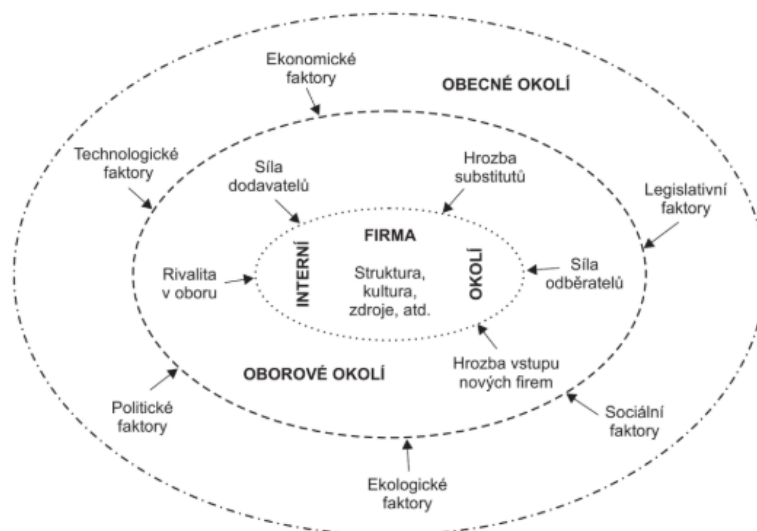 Ekonomické
faktory
OBECNÉ OKOLÍ
Technologické
faktory
Síla
dodavatelů
Hrozba
substitutů
Legislativní
faktory
FIRMA
INTERNÍ
OKOLÍ
Struktura,
kultura,
zdroje, atd.
Rivalita
v oboru
Síla
odběratelů
OBOROVÉ OKOLÍ
Hrozba vstupu
nových firem
Politické
faktory
Sociální
faktory
Ekologické
faktory